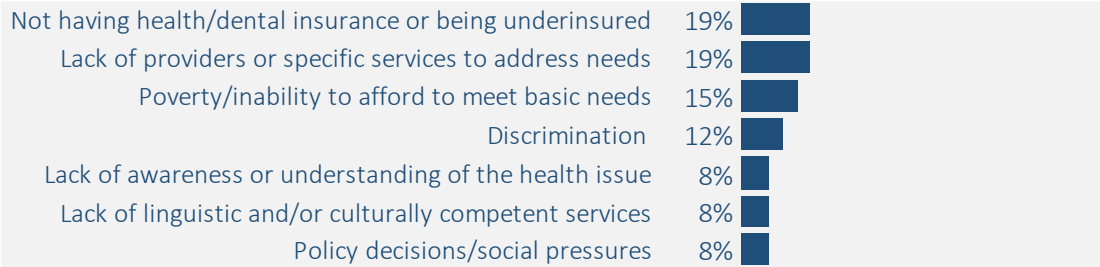 Not having health/dental insurance or being underinsured 19%
Lack of providers or specific services to address needs 19%
Poverty/inability to afford to meet basic needs 15%
Discrimination 12%
Lack of awareness or understanding of the health issue 8%
Lack of linguistic and/or culturally competent services 8%
Policy decisions/social pressures 8%